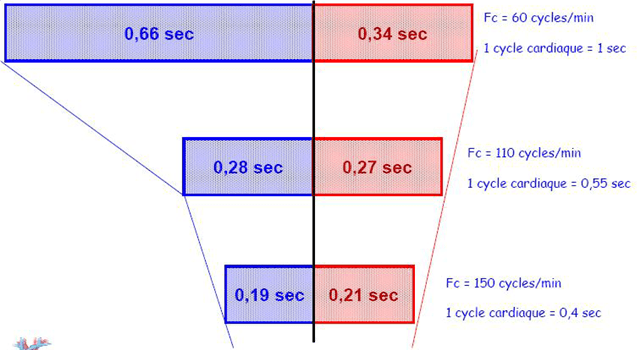 0,66 sec
0,34 sec
Fc = 60 cycles/min
1 cycle cardiaque = 1 sec
0,28 sec
0,27 sec
Fc = 110 cycles/min
1 cycle cardiaque = 0,55 sec
0,19 sec
0,21 sec
Fc = 150 cycles/min
1 cycle cardiaque = 0,4 sec